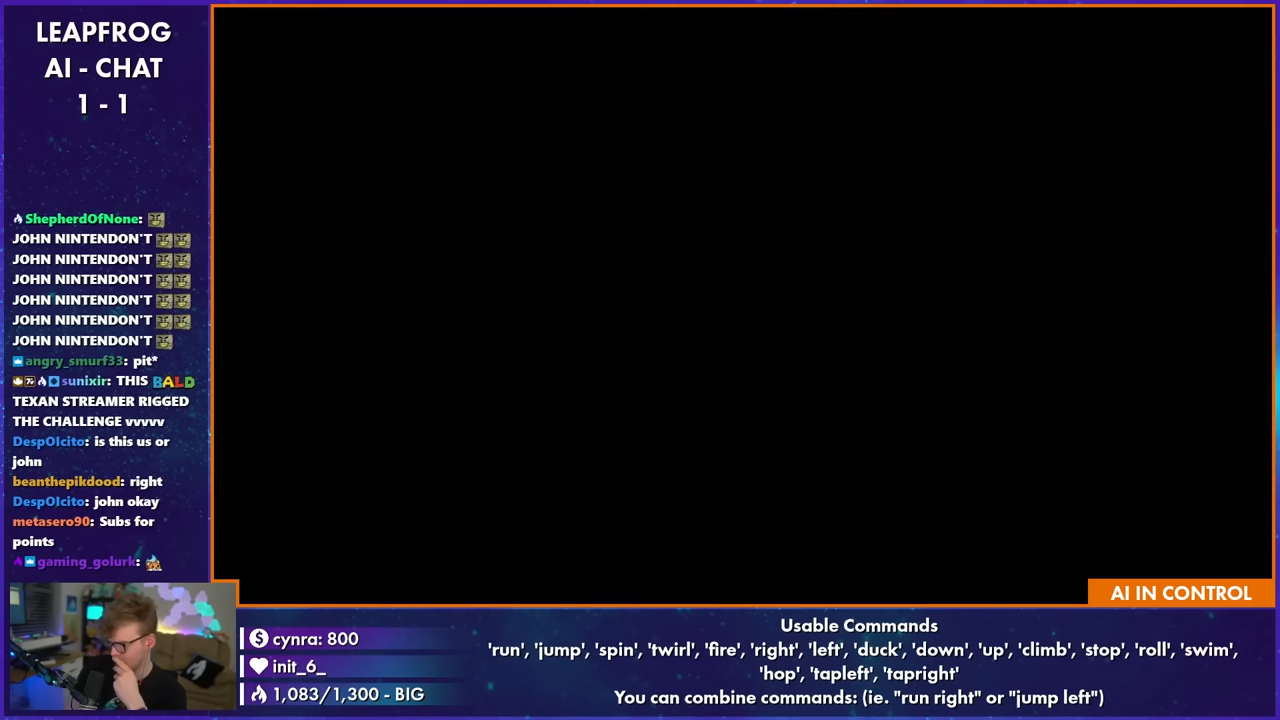 LEAPFROG
AI - CHAT
1 - 1
ShepherdOfNone:
JOHN NINTENDON'T
JOHN NINTENDON'T
JOHN NINTENDON'T
JOHN NINTENDON'T
JOHN NINTENDON'T
JOHN NINTENDON'T
angry_smurf33: pit*
sunixir: THIS BALD
TEXAN STREAMER RIGGED
THE CHALLENGE vvvvv
DespOIcito: is this us or
john
beanthepikdood: right
DespOIcito: john okay
metasero90: Subs for
points
gaming_golurk:
AI IN CONTROL
cynra: 800
init_6_
1,083/1,300 - BIG
Usable Commands
'run', 'jump', 'spin', 'twirl', 'fire', 'right', 'left', 'duck', 'down', 'up', 'climb', 'stop', 'roll', 'swim',
'hop', 'tapleft', 'tapright'
You can combine commands: (ie. "run right" or "jump left")